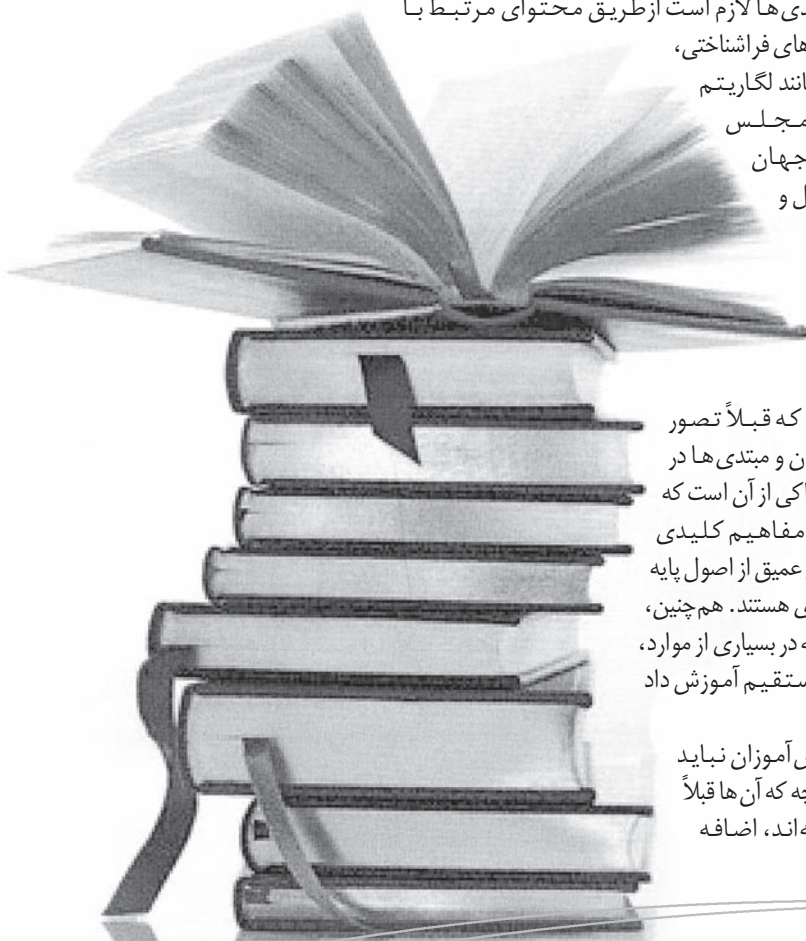 دی‌ها لازم است از طریق محتوای مرتبط با
های فراشناختی،
انند لگاریتم
مجلس
جهان
ل و
که قبلاً تصور
ن و مبتدی‌ها در
اکی از آن است که
مفاهیم کلیدی
عمیق از اصول پایه
ی هستند. هم‌چنین،
ه در بسیاری از موارد،
ستقیم آموزش داد
ش‌آموزان نباید
چه که آن‌ها قبلاً
ه‌اند، اضافه